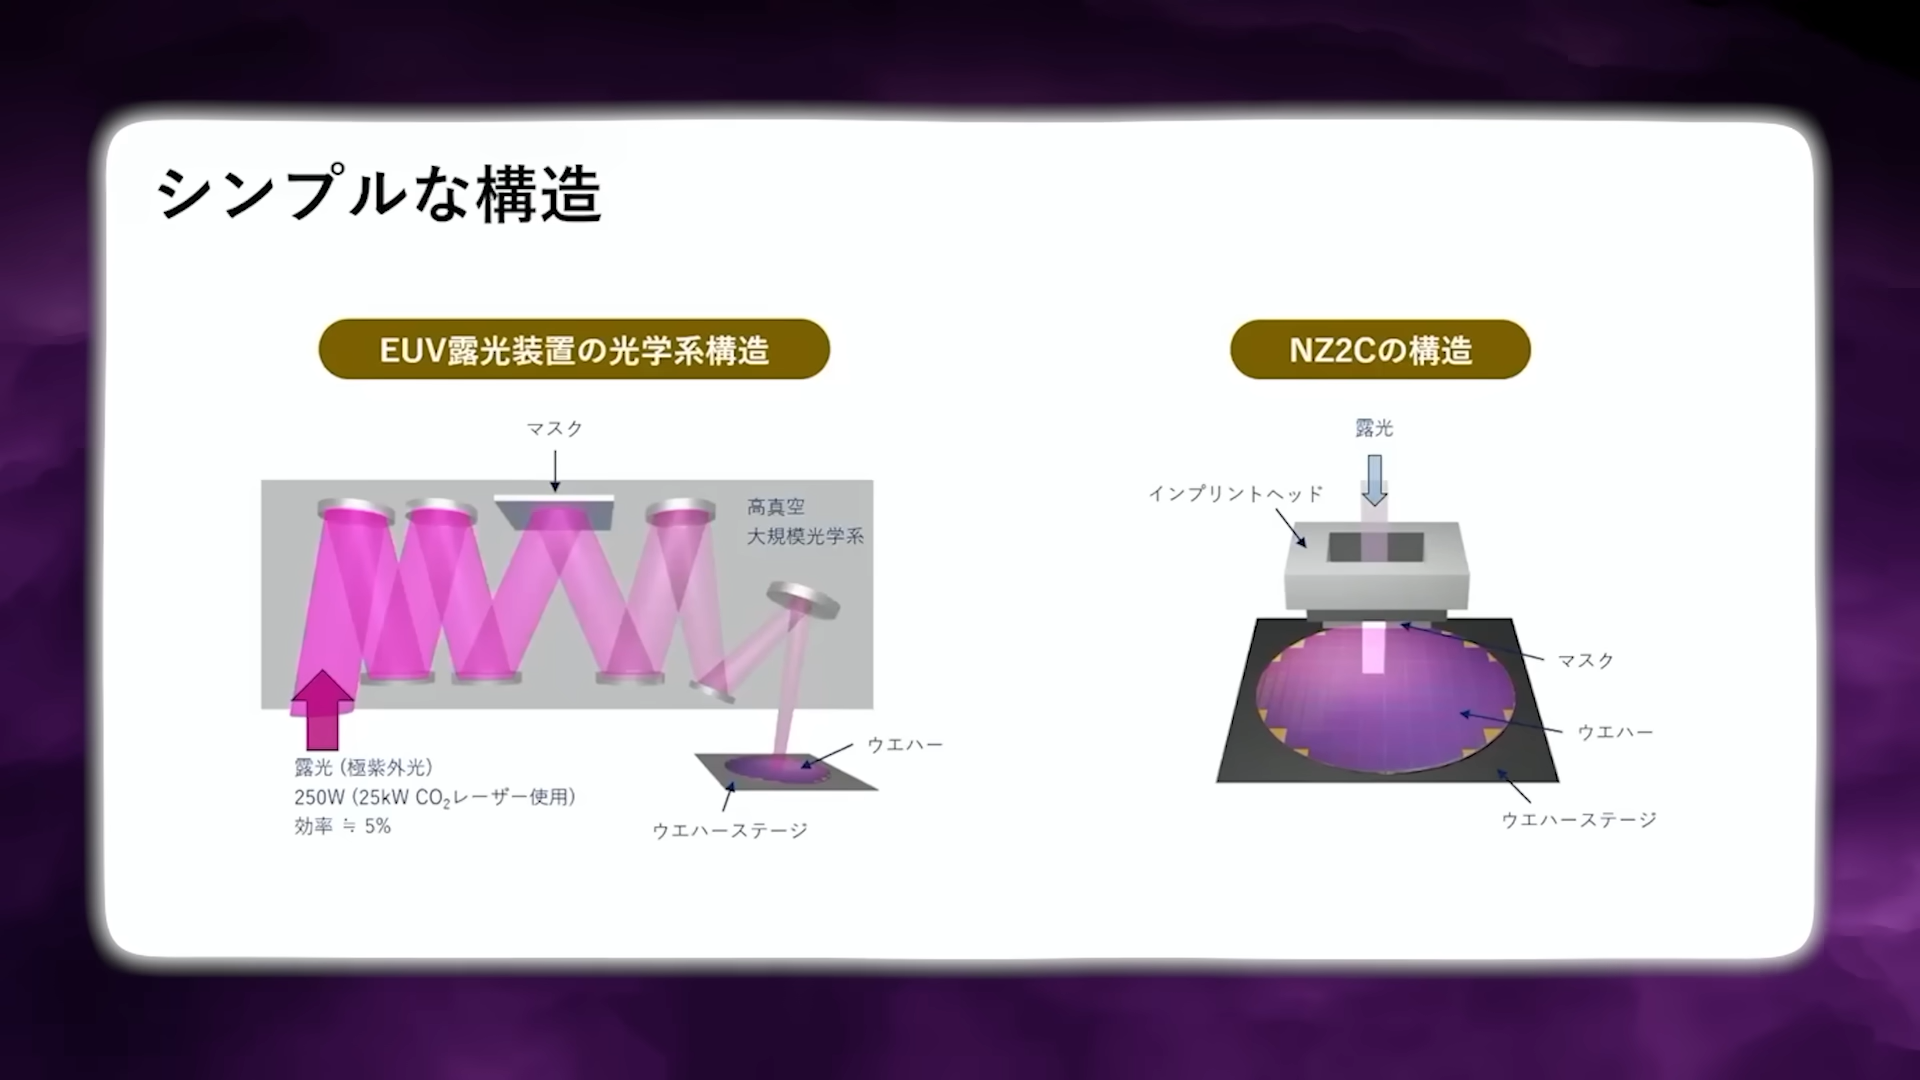 シンプルな構造
EUV露光装置の光学系構造
マスク
高真空
大規模光学系
露光 (極紫外光)
250W (25kW CO₂レーザー使用)
効率 ≒ 5%
ウエハー
ウエハーステージ
NZ2Cの構造
露光
インプリントヘッド
マスク
ウエハー
ウエハーステージ